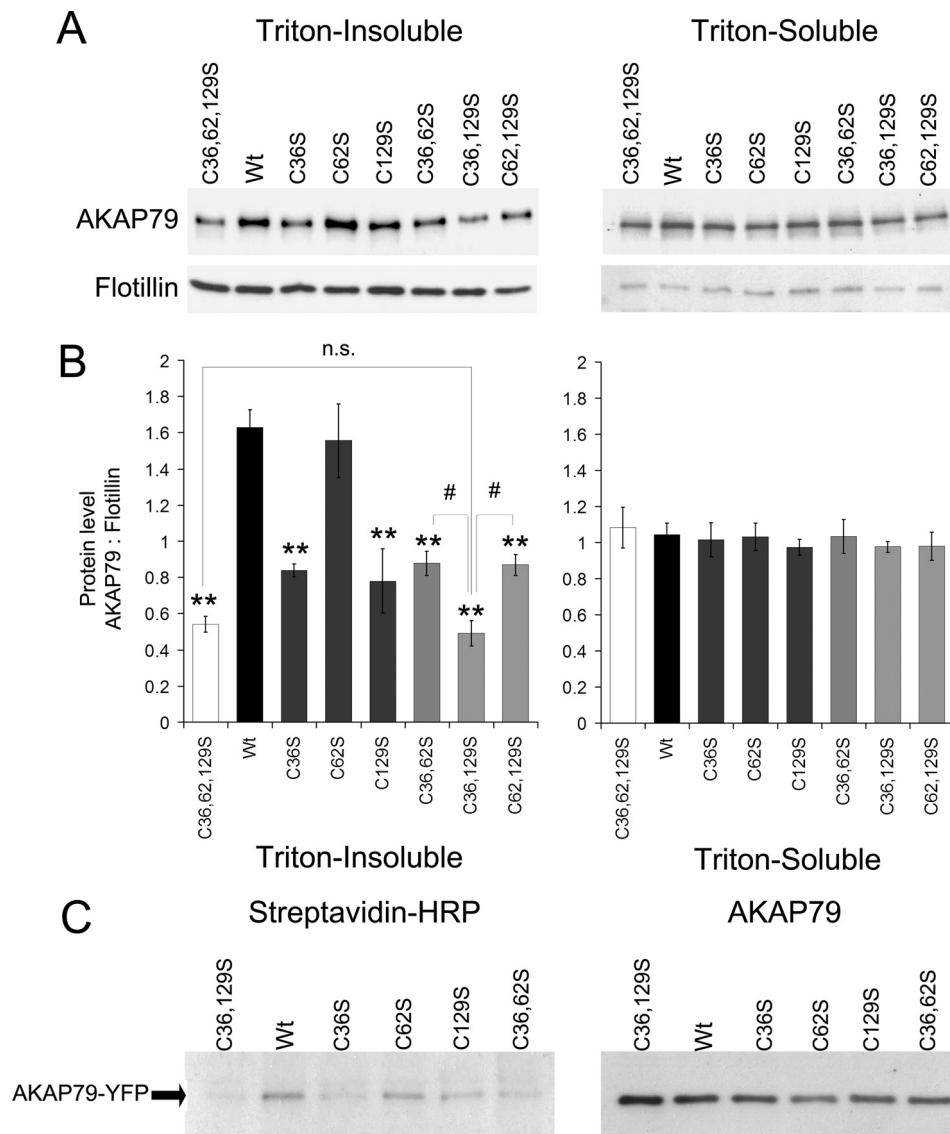 A
Triton-Insoluble
Triton-Soluble
C36,62,129S
Wt
C36S
C62S
C129S
C36,62S
C36,129S
C62,129S
C36,62,129S
Wt
C36S
C62S
C129S
C36,62S
C36,129S
C62,129S
AKAP79
Flotillin
B
n.s.
Protein level
AKAP79 : Flotillin
2
1.8
1.6
1.4
1.2
1
0.8
0.6
0.4
0.2
0
**
**
**
**
**
**
#
#
2
1.8
1.6
1.4
1.2
1
0.8
0.6
0.4
0.2
0
C36,62,129S
Wt
C36S
C62S
C129S
C36,62S
C36,129S
C62,129S
C36,62,129S
Wt
C36S
C62S
C129S
C36,62S
C36,129S
C62,129S
Triton-Insoluble
Triton-Soluble
C
Streptavidin-HRP
AKAP79
C36,129S
Wt
C36S
C62S
C129S
C36,62S
C36,129S
Wt
C36S
C62S
C129S
C36,62S
AKAP79-YFP